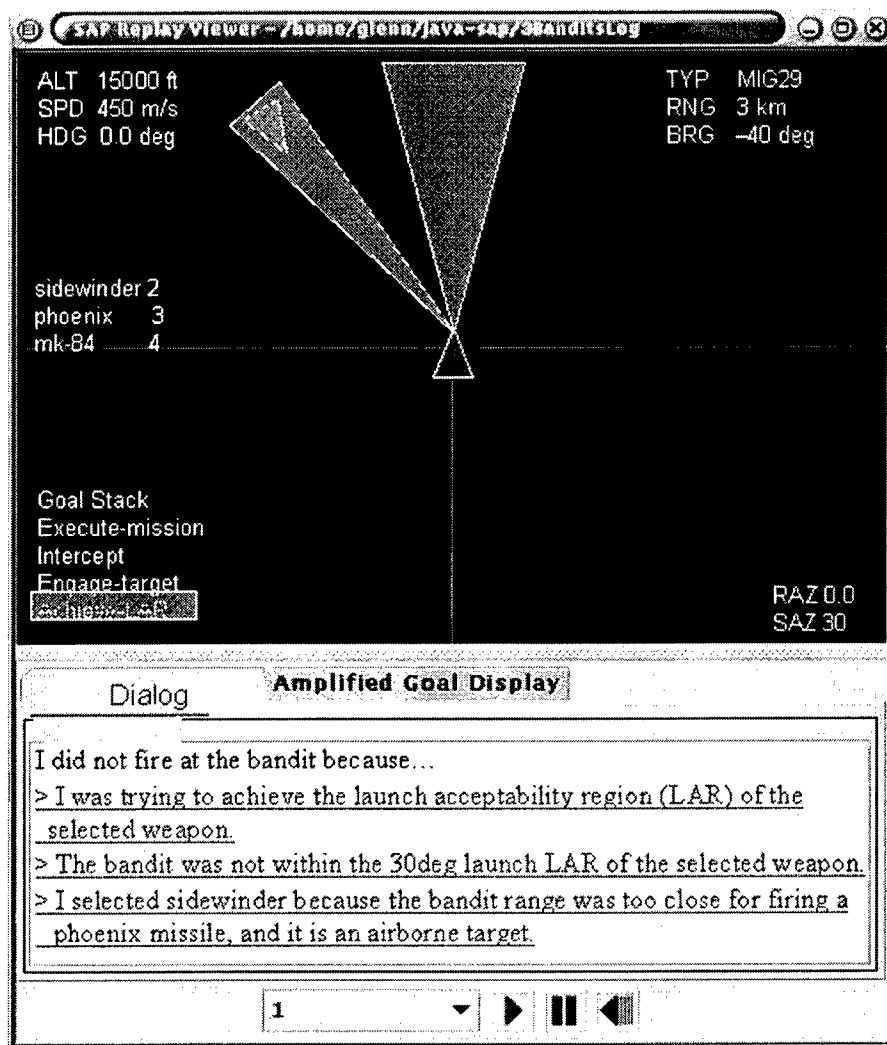 SAP Replay Viewer – /home/glenn/java-sap/3BanditsLog
ALT 15000 ft
SPD 450 m/s
HDG 0.0 deg
TYP MIG29
RNG 3 km
BRG –40 deg
sidewinder 2
phoenix 3
mk-84 4
Goal Stack
Execute-mission
Intercept
Engage-target
RAZ 0.0
SAZ 30
Dialog
Amplified Goal Display
I did not fire at the bandit because...
> I was trying to achieve the launch acceptability region (LAR) of the
selected weapon.
> The bandit was not within the 30deg launch LAR of the selected weapon.
> I selected sidewinder because the bandit range was too close for firing a
phoenix missile, and it is an airborne target.
1